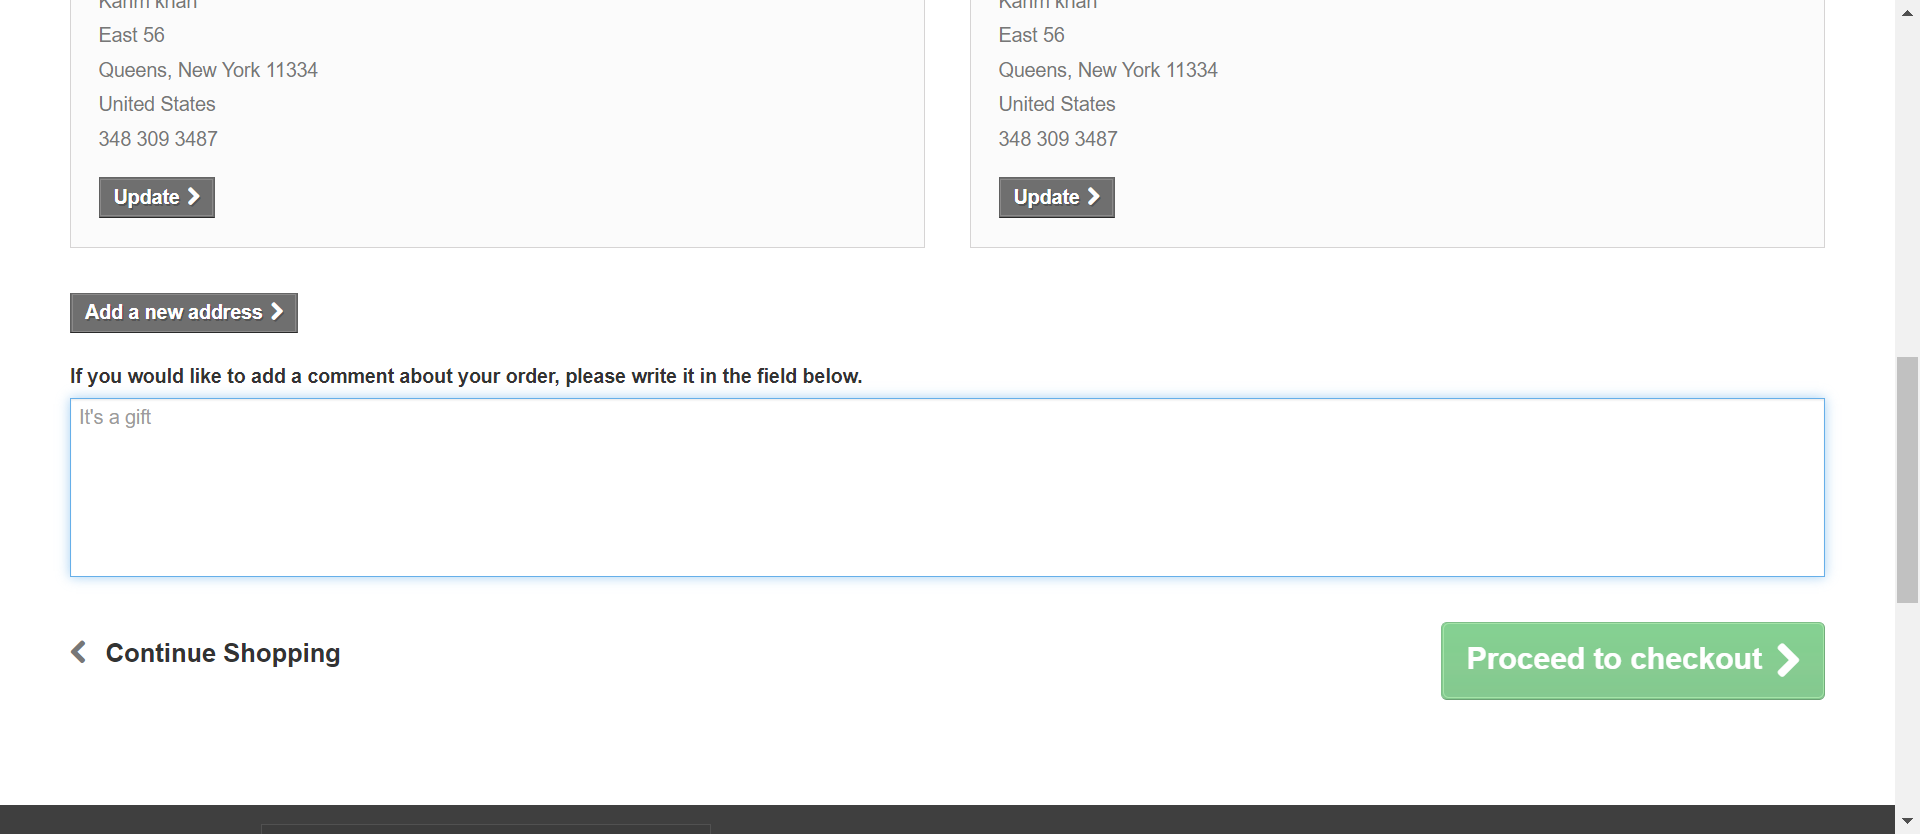 East 56
Queens, New York 11334
United States
348 309 3487
Update
East 56
Queens, New York 11334
United States
348 309 3487
Update
Add a new address
If you would like to add a comment about your order, please write it in the field below.
It's a gift
Continue Shopping
Proceed to checkout